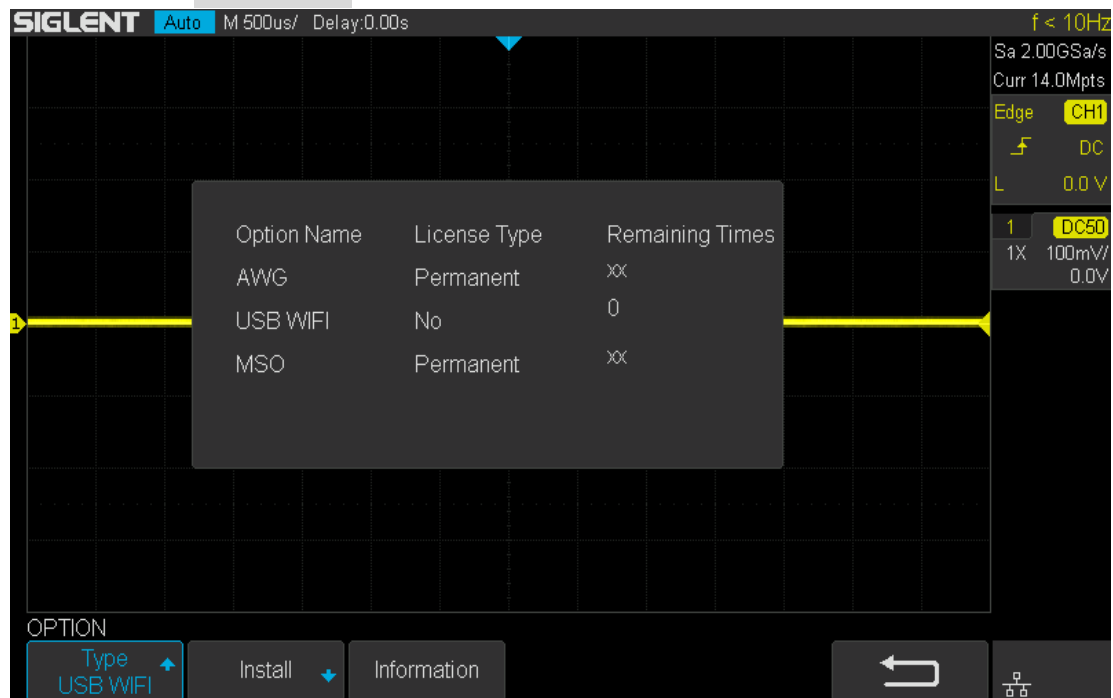 SIGLENT Auto M 500us/ Delay:0.00s f < 10Hz
Sa 2.00GSa/s
Curr 14.0Mpts
Edge CH1
DC
L 0.0 V
1 DC50
1X 100mV/
0.0V
Option Name License Type Remaining Times
AWG Permanent xx
USB WIFI No 0
MSO Permanent xx
1
OPTION
Type
USB WIFI
Install
Information